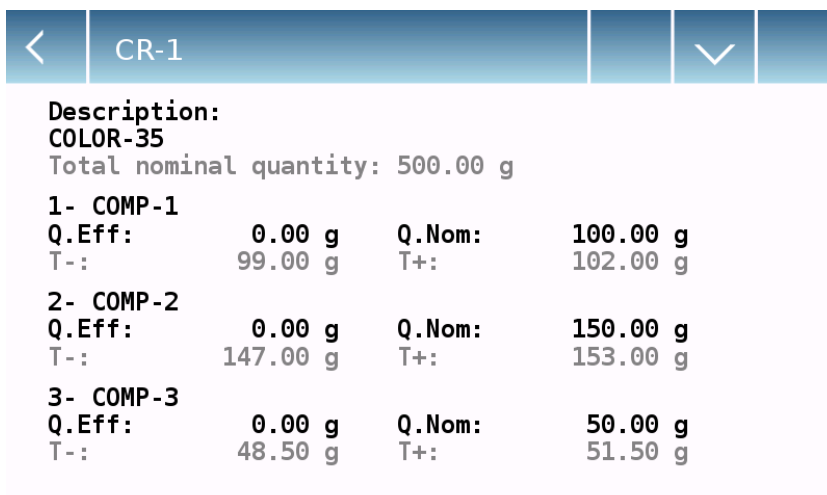 CR-1
Description:
COLOR-35
Total nominal quantity: 500.00 g
1- COMP-1
Q.Eff: 0.00 g Q.Nom: 100.00 g
T-: 99.00 g T+: 102.00 g
2- COMP-2
Q.Eff: 0.00 g Q.Nom: 150.00 g
T-: 147.00 g T+: 153.00 g
3- COMP-3
Q.Eff: 0.00 g Q.Nom: 50.00 g
T-: 48.50 g T+: 51.50 g